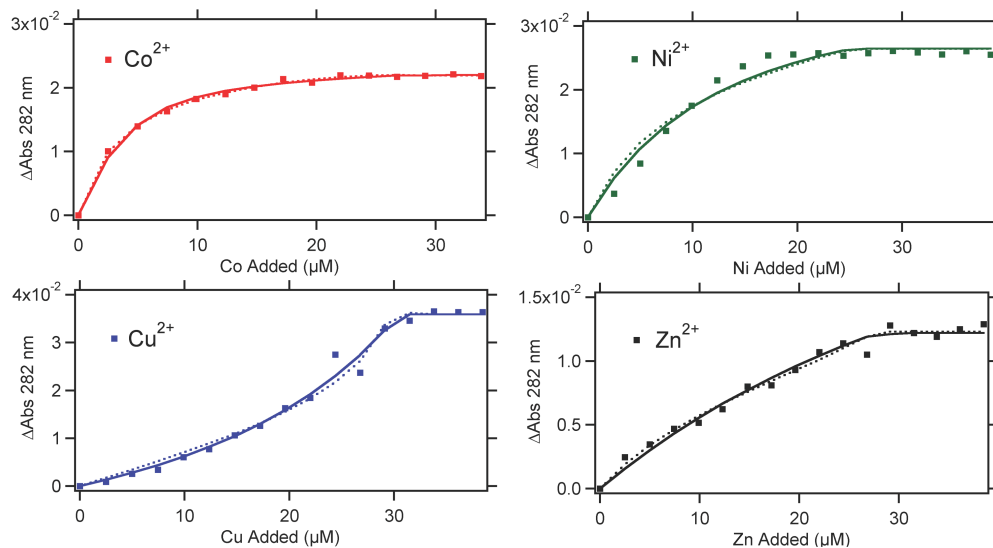 3x10⁻²
2
1
0
ΔAbs 282 nm
Co²⁺
0 10 20 30
Co Added (µM)
3x10⁻²
2
1
0
ΔAbs 282 nm
Ni²⁺
0 10 20 30
Ni Added (µM)
4x10⁻²
3
2
1
0
ΔAbs 282 nm
Cu²⁺
0 10 20 30
Cu Added (µM)
1.5x10⁻²
1.0
0.5
0.0
ΔAbs 282 nm
Zn²⁺
0 10 20 30
Zn Added (µM)